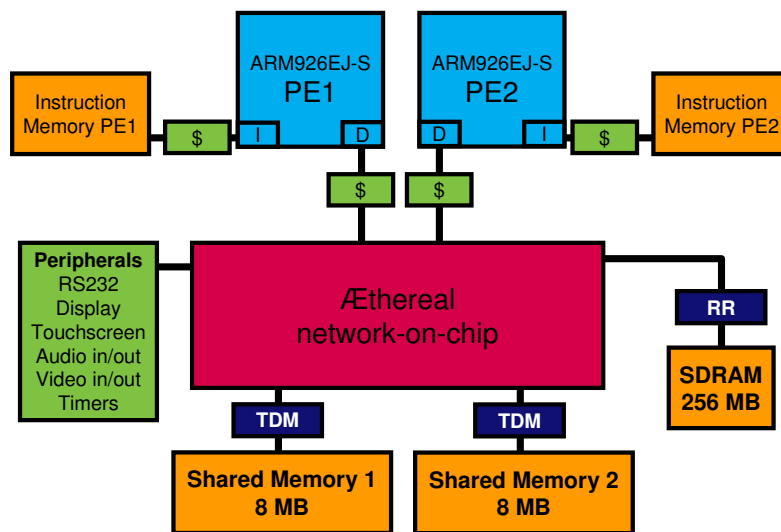 ARM926EJ-S
PE1
I
D
ARM926EJ-S
PE2
D
I
Instruction
Memory PE1
$
$
$
$
Instruction
Memory PE2
Peripherals
RS232
Display
Touchscreen
Audio in/out
Video in/out
Timers
Æthereal
network-on-chip
RR
SDRAM
256 MB
TDM
TDM
Shared Memory 1
8 MB
Shared Memory 2
8 MB